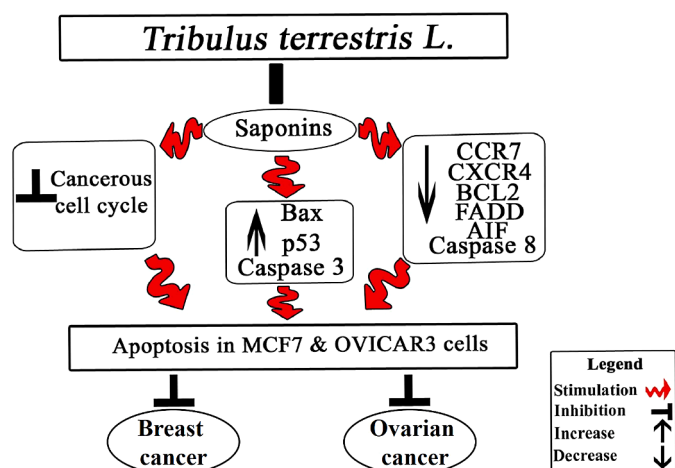 Tribulus terrestris L.
Saponins
Cancerous
cell cycle
Bax
p53
Caspase 3
CCR7
CXCR4
BCL2
FADD
AIF
Caspase 8
Apoptosis in MCF7 & OVICAR3 cells
Breast
cancer
Ovarian
cancer
Legend
Stimulation
Inhibition
Increase
Decrease